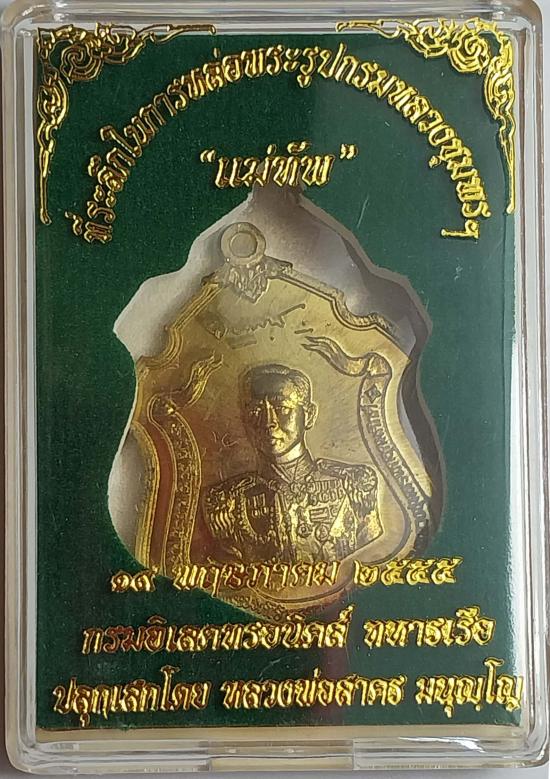 ที่ระลึกในการหล่อพระรูปกรมหลวงชุมพรฯ
"แม่ทัพ"
๑๙ พฤษภาคม ๒๕๕๕
กรมอิเลคทรอนิคส์ ทหารเรือ
ปลุกเสกโดย หลวงพ่อสาคร มนุญฺโญ